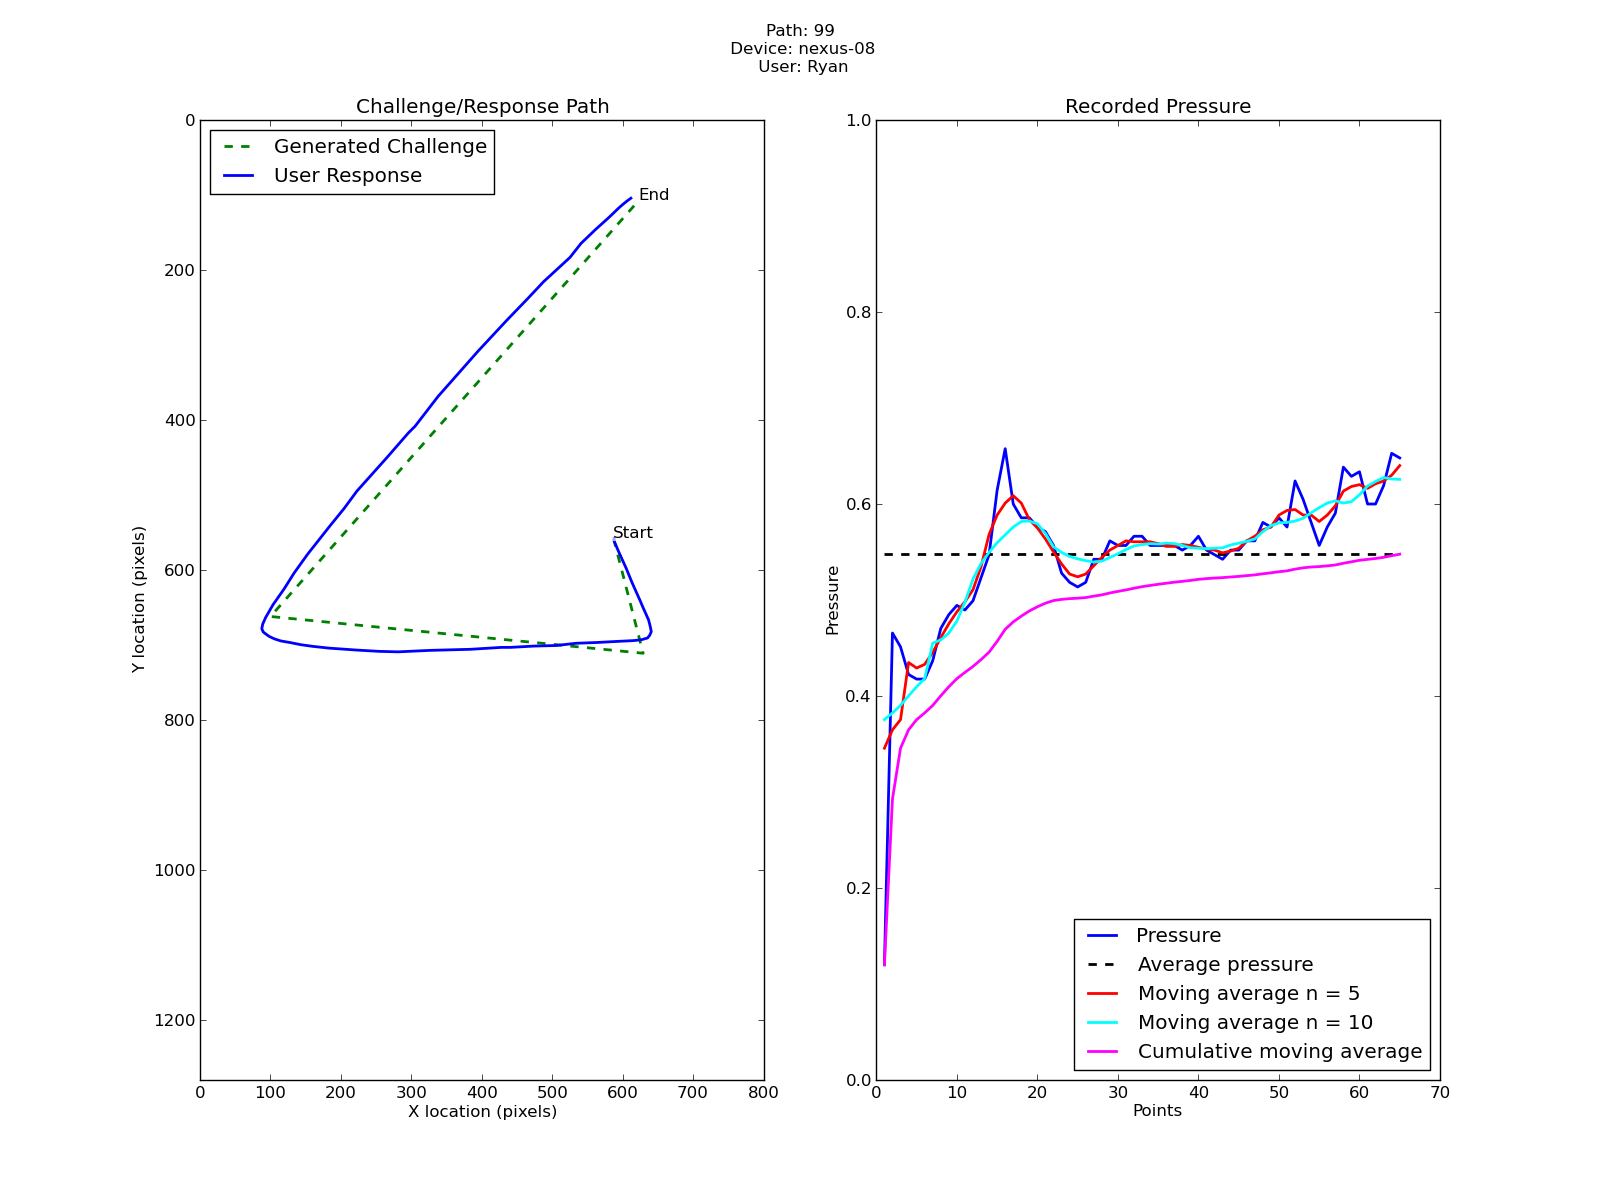 Path: 99
Device: nexus-08
User: Ryan
Challenge/Response Path
Generated Challenge
User Response
End
Start
0
200
400
600
800
1000
1200
Y location (pixels)
0 100 200 300 400 500 600 700 800
X location (pixels)
Recorded Pressure
1.0
0.8
0.6
0.4
0.2
0.0
Pressure
Pressure
Average pressure
Moving average n = 5
Moving average n = 10
Cumulative moving average
0 10 20 30 40 50 60 70
Points